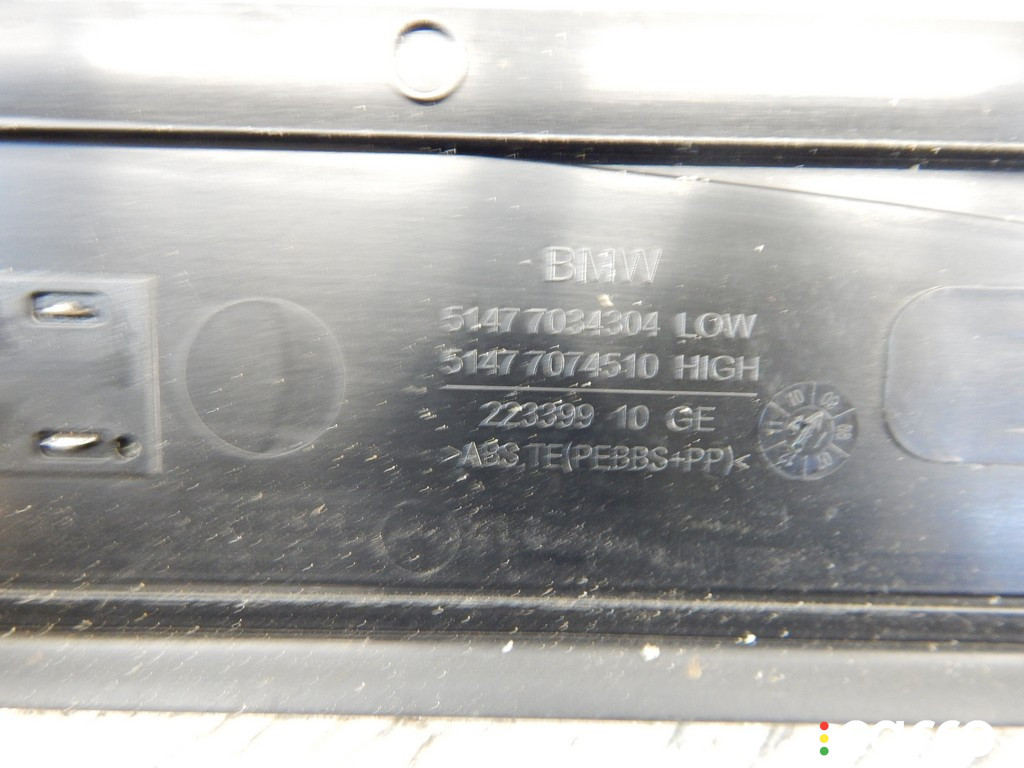 BMW
5147 7034304 LOW
5147 7074510 HIGH
223399 10 GE
>ABS,TE(PEBBS+PP)<